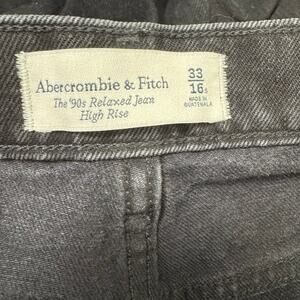 Abercrombie & Fitch
The '90s Relaxed Jean
High Rise
33
16s
MADE IN
GUATEMALA